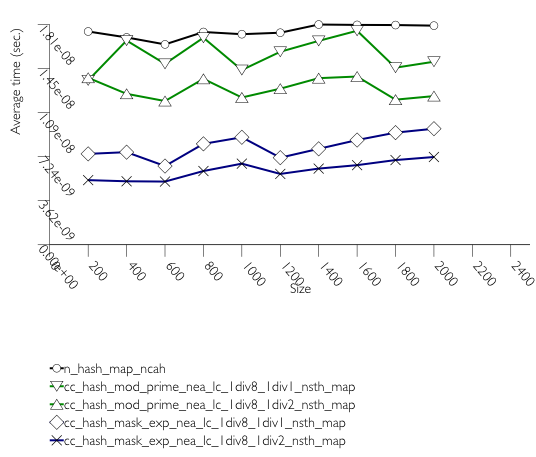 Average time (sec.)
1.81e-08
1.45e-08
1.09e-08
7.24e-09
3.62e-09
0.00e+00
0
200
400
600
800
1000
1200
1400
1600
1800
2000
2200
2400
Size
n_hash_map_ncah
cc_hash_mod_prime_nea_lc_1div8_1div1_nsth_map
cc_hash_mod_prime_nea_lc_1div8_1div2_nsth_map
cc_hash_mask_exp_nea_lc_1div8_1div1_nsth_map
cc_hash_mask_exp_nea_lc_1div8_1div2_nsth_map